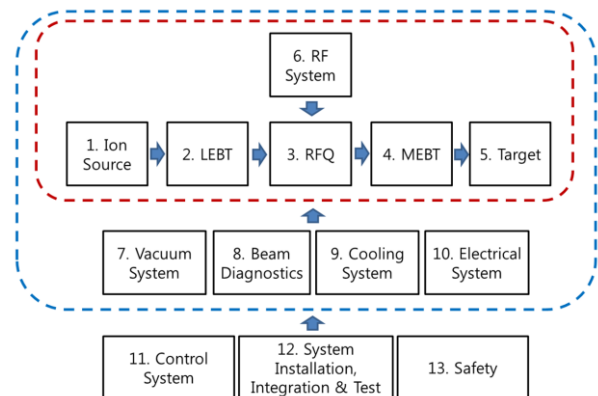 6. RF
System
1. Ion
Source
2. LEBT
3. RFQ
4. MEBT
5. Target
7. Vacuum
System
8. Beam
Diagnostics
9. Cooling
System
10. Electrical
System
11. Control
System
12. System
Installation,
Integration & Test
13. Safety